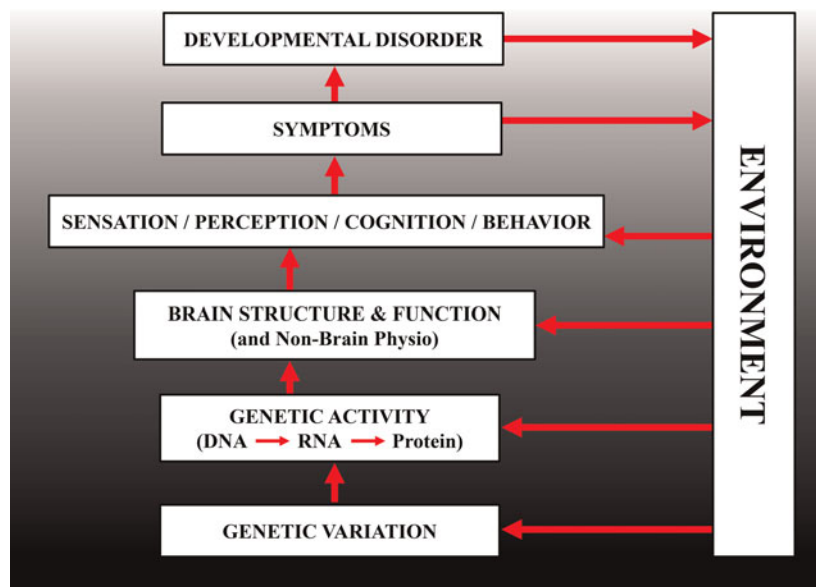 DEVELOPMENTAL DISORDER
SYMPTOMS
SENSATION / PERCEPTION / COGNITION / BEHAVIOR
BRAIN STRUCTURE & FUNCTION
(and Non-Brain Physio)
GENETIC ACTIVITY
(DNA → RNA → Protein)
GENETIC VARIATION
ENVIRONMENT